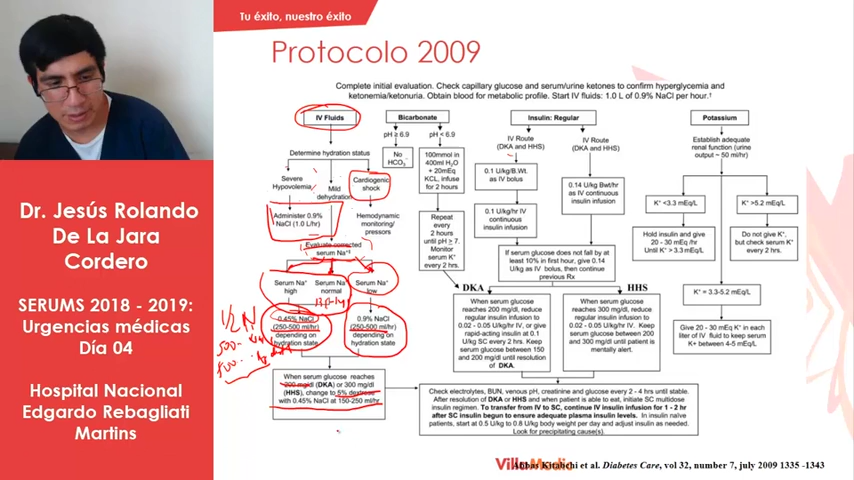 Tu éxito, nuestro éxito
Protocolo 2009
Complete initial evaluation. Check capillary glucose and serum/urine ketones to confirm hyperglycemia and
ketonemia/ketonuria. Obtain blood for metabolic profile. Start IV fluids: 1.0 L of 0.9% NaCl per hour.†
IV Fluids
Determine hydration status
Severe
Hypovolemia
Mild
dehydration
Cardiogenic
shock
Administer 0.9%
NaCl (1.0 L/hr)
Hemodynamic
monitoring/
pressors
Evaluate corrected
serum Na+‡
Serum Na+
high
Serum Na+
normal
Serum Na+
low
1/2 N
0.45% NaCl
(250-500 ml/hr)
depending on
hydration state
0.9% NaCl
(250-500 ml/hr)
depending on
hydration state
When serum glucose reaches
200 mg/dl (DKA) or 300 mg/dl
(HHS), change to 5% dextrose
with 0.45% NaCl at 150-250 ml/hr
Bicarbonate
pH ≥ 6.9
pH < 6.9
No
HCO3-
100mmol in
400ml H2O
+ 20mEq
KCL, infuse
for 2 hours
Repeat
every
2 hours
until pH ≥ 7.
Monitor
serum K+
every 2 hrs.
Insulin: Regular
IV Route
(DKA and HHS)
IV Route
(DKA and HHS)
0.1 U/kg/B.Wt.
as IV bolus
0.14 U/kg Bwt/hr
as IV continuous
insulin infusion
0.1 U/kg/hr IV
continuous
insulin infusion
If serum glucose does not fall by at
least 10% in first hour, give 0.14
U/kg as IV bolus, then continue
previous Rx
DKA
HHS
When serum glucose
reaches 200 mg/dl, reduce
regular insulin infusion to
0.02 - 0.05 U/kg/hr IV, or give
rapid-acting insulin at 0.1
U/kg SC every 2 hrs. Keep
serum glucose between 150
and 200 mg/dl until resolution
of DKA.
When serum glucose
reaches 300 mg/dl, reduce
regular insulin infusion to
0.02 - 0.05 U/kg/hr IV. Keep
serum glucose between 200
and 300 mg/dl until patient is
mentally alert.
Potassium
Establish adequate
renal function (urine
output ~ 50 ml/hr)
K+ <3.3 mEq/L
K+ >5.2 mEq/L
Hold insulin and give
20 - 30 mEq /hr
Until K+ > 3.3 mEq/L
Do not give K+,
but check serum K+
every 2 hrs.
K+ = 3.3-5.2 mEq/L
Give 20 - 30 mEq K+ in each
liter of IV fluid to keep serum
K+ between 4-5 mEq/L
Check electrolytes, BUN, venous pH, creatinine and glucose every 2 - 4 hrs until stable.
After resolution of DKA or HHS and when patient is able to eat, initiate SC multidose
insulin regimen. To transfer from IV to SC, continue IV insulin infusion for 1 - 2 hr
after SC insulin begun to ensure adequate plasma insulin levels. In insulin naïve
patients, start at 0.5 U/kg to 0.8 U/kg body weight per day and adjust insulin as needed.
Look for precipitating cause(s).
Dr. Jesús Rolando
De La Jara
Cordero
SERUMS 2018 - 2019:
Urgencias médicas
Día 04
Hospital Nacional
Edgardo Rebagliati
Martins
Abbas Kitabchi et al. Diabetes Care, vol 32, number 7, july 2009 1335 -1343